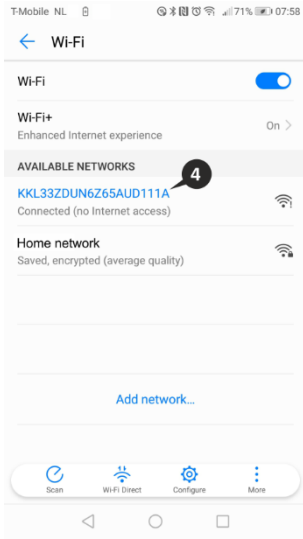 T-Mobile NL 71% 07:58
Wi-Fi
Wi-Fi
Wi-Fi+
Enhanced Internet experience
On
AVAILABLE NETWORKS
4
KKL33ZDUN6Z65AUD111A
Connected (no Internet access)
Home network
Saved, encrypted (average quality)
Add network...
Scan Wi-Fi Direct Configure More